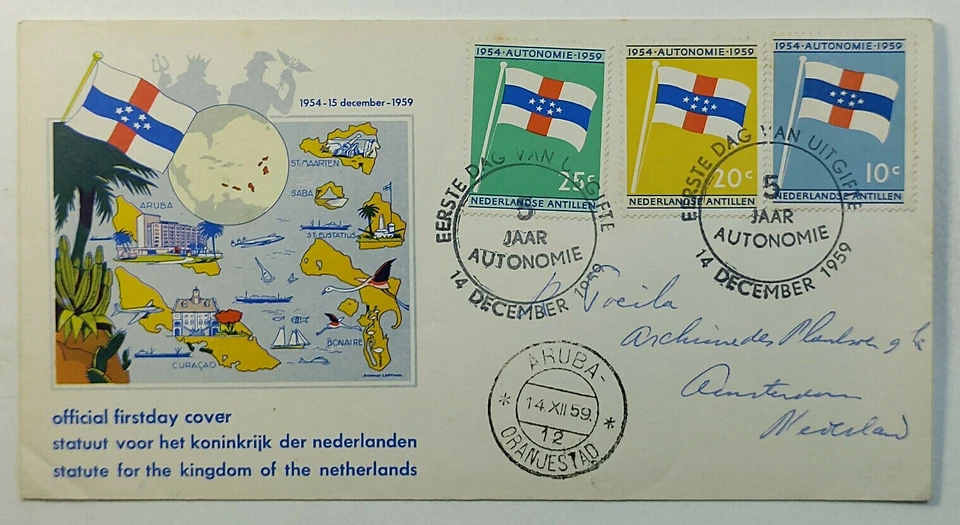 1954 - 15 december - 1959
ST. MAARTEN
SABA
ARUBA
ST. EUSTATIUS
BONAIRE
CURAÇAO
official firstday cover
statuut voor het koninkrijk der nederlanden
statute for the kingdom of the netherlands
1954·AUTONOMIE·1959
25c
NEDERLANDSE ANTILLEN
1954·AUTONOMIE·1959
20c
NEDERLANDSE ANTILLEN
1954·AUTONOMIE·1959
10c
NEDERLANDSE ANTILLEN
EERSTE DAG VAN UITGIFTE
5
JAAR
AUTONOMIE
14 DECEMBER 1959
EERSTE DAG VAN UITGIFTE
5
JAAR
AUTONOMIE
14 DECEMBER 1959
Archimedes
Amsterdam
Nederland
ARUBA-
* 14.XII 59. *
12
ORANJESTAD